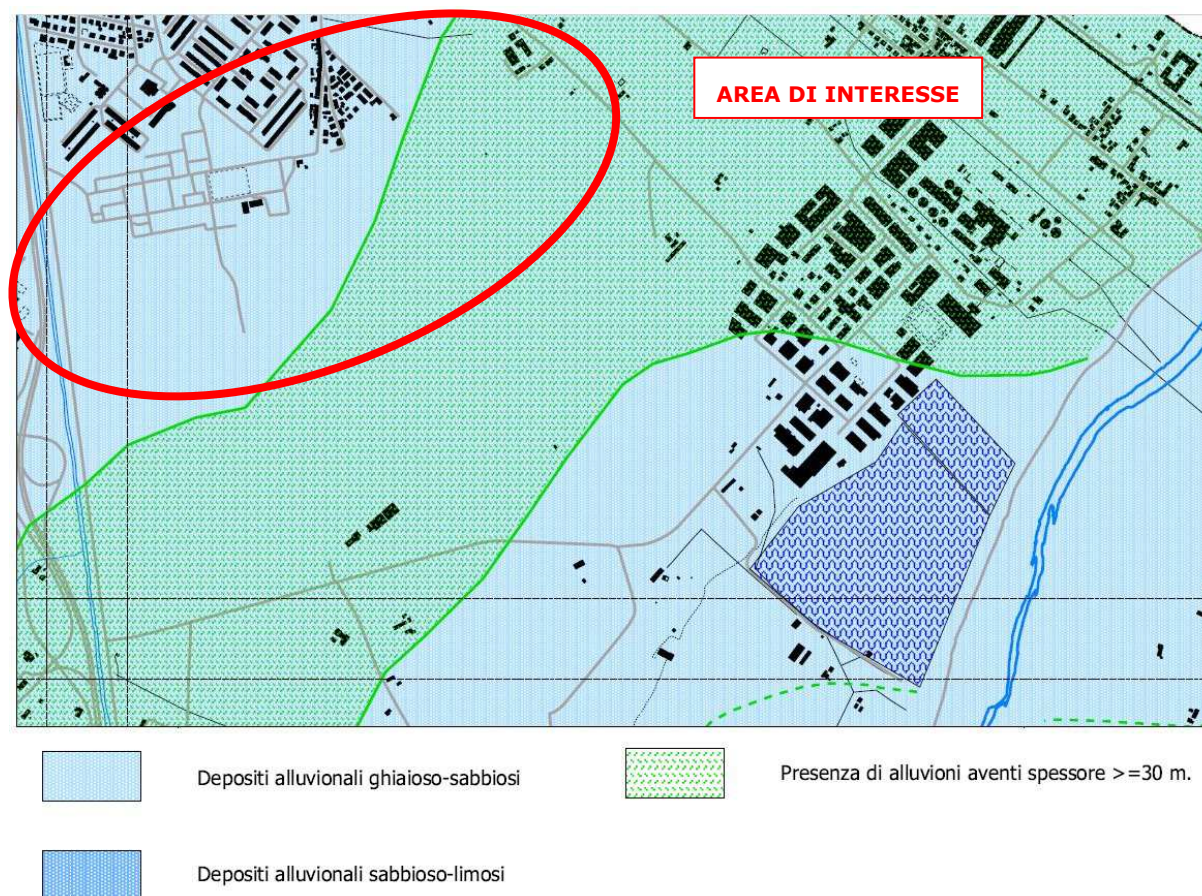 AREA DI INTERESSE
Depositi alluvionali ghiaioso-sabbiosi
Presenza di alluvioni aventi spessore >=30 m.
Depositi alluvionali sabbioso-limosi